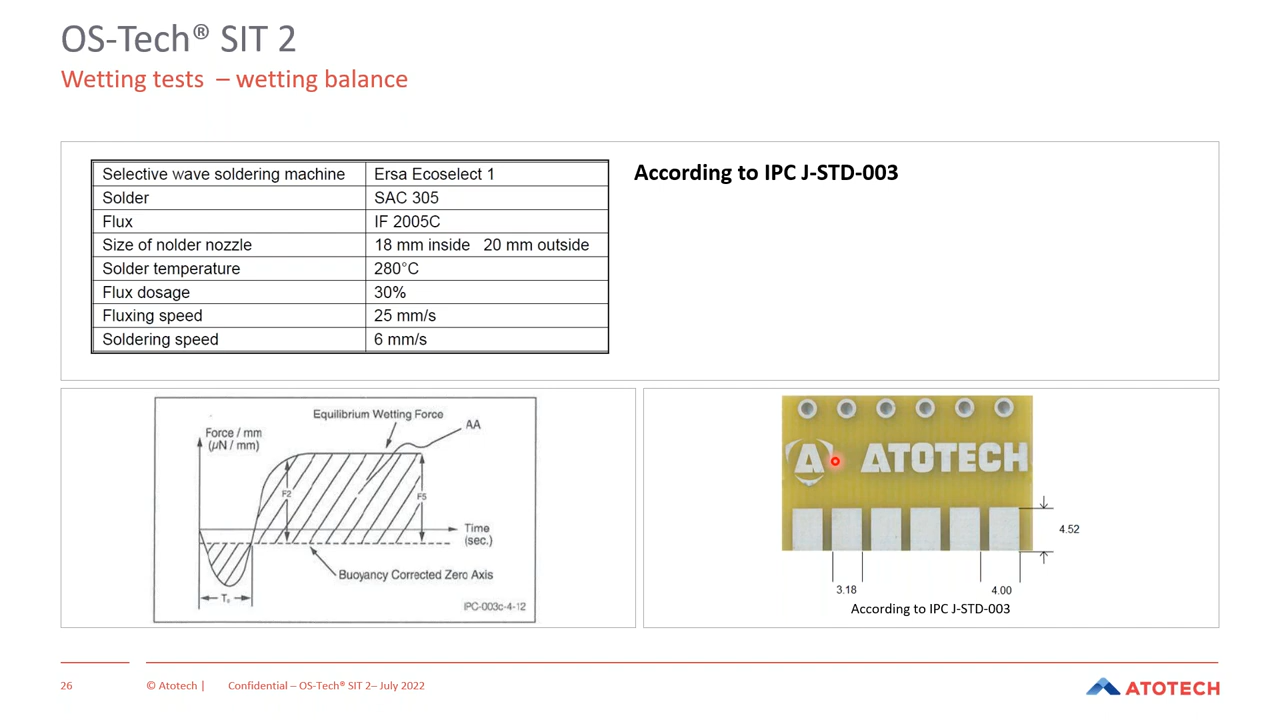 OS-Tech® SIT 2
Wetting tests – wetting balance
Selective wave soldering machine Ersa Ecoselect 1
Solder SAC 305
Flux IF 2005C
Size of nolder nozzle 18 mm inside 20 mm outside
Solder temperature 280°C
Flux dosage 30%
Fluxing speed 25 mm/s
Soldering speed 6 mm/s
According to IPC J-STD-003
Equilibrium Wetting Force
AA
Force / mm
(µN / mm)
F2
F5
Time
(sec.)
Buoyancy Corrected Zero Axis
IPC-003c-4-12
A ATOTECH
4.52
3.18
4.00
According to IPC J-STD-003
26
© Atotech |
Confidential – OS-Tech® SIT 2– July 2022
ATOTECH